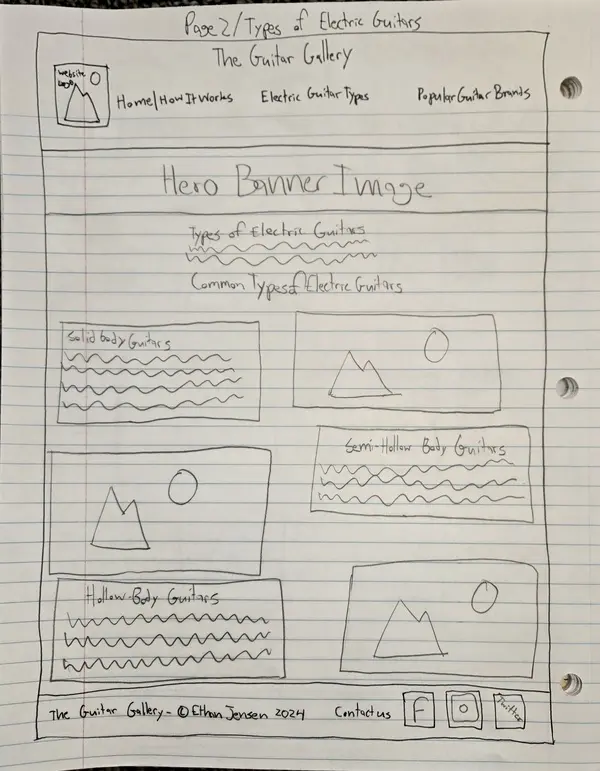 Page 2/Types of Electric Guitars
The Guitar Gallery
website
logo
Home/How It Works Electric Guitar Types Popular Guitar Brands
Hero Banner Image
Types of Electric Guitars
Common Types of Electric Guitars
Solid body Guitars
Semi-Hollow Body Guitars
Hollow-Body Guitars
The Guitar Gallery - © Ethan Jensen 2024 Contact us f Twitter